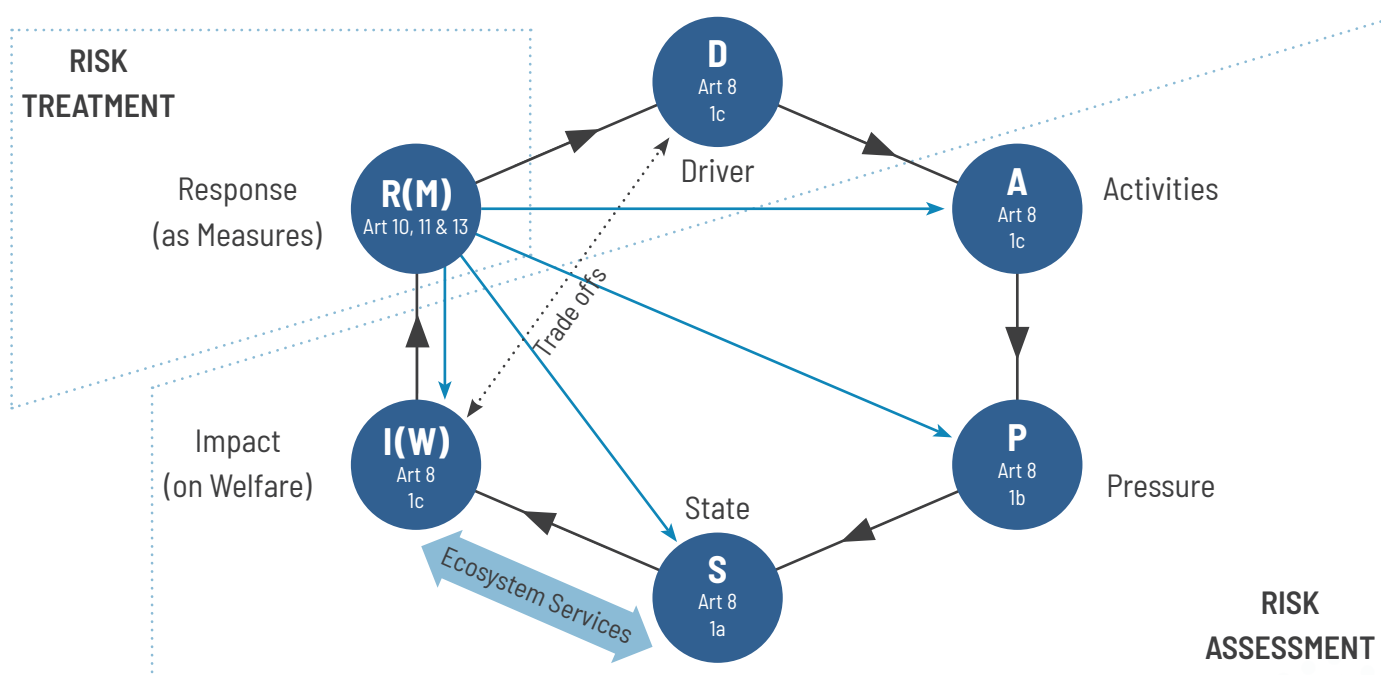 RISK
TREATMENT
D
Art 8
1c
Driver
R(M)
Art 10, 11 & 13
Response
(as Measures)
A
Art 8
1c
Activities
Trade offs
I(W)
Art 8
1c
Impact
(on Welfare)
P
Art 8
1b
Pressure
State
S
Art 8
1a
Ecosystem Services
RISK
ASSESSMENT